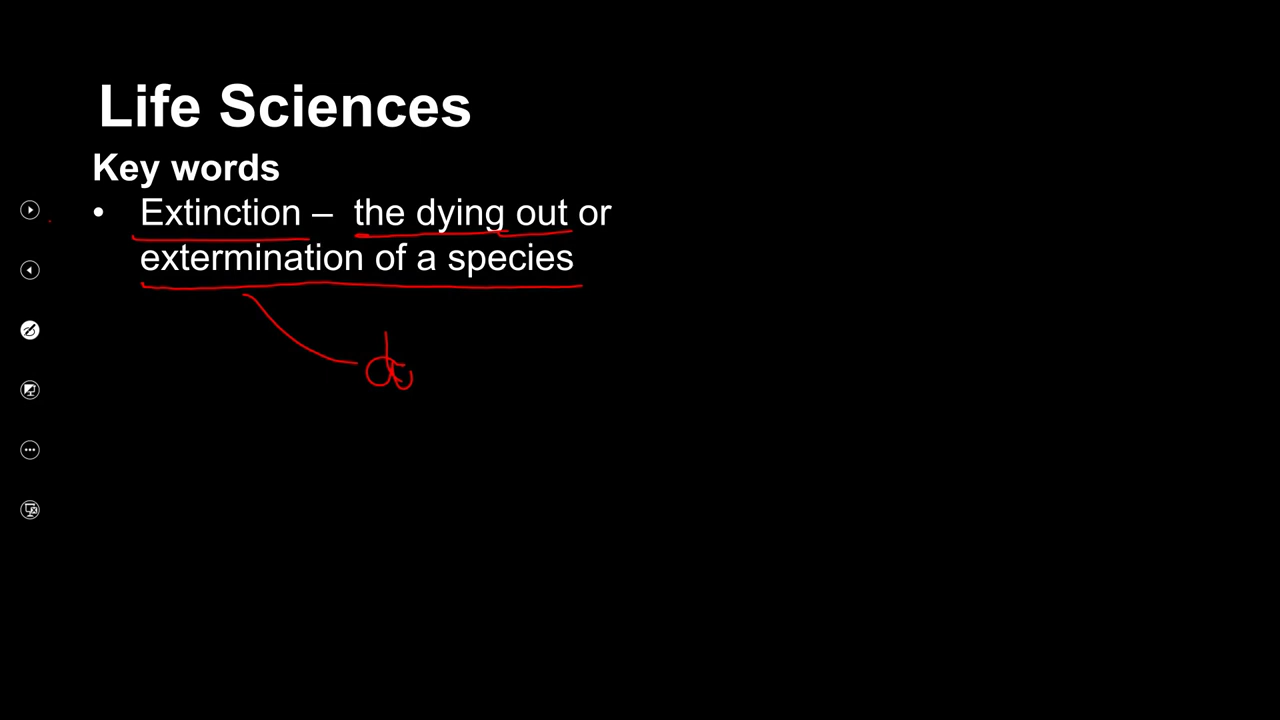 Life Sciences
Key words
• Extinction – the dying out or
extermination of a species